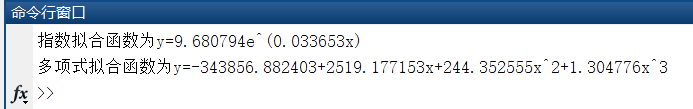 命令行窗口
指数拟合函数为y=9.680794e^(0.033653x)
多项式拟合函数为y=-343856.882403+2519.177153x+244.352555x^2+1.304776x^3
fx >>